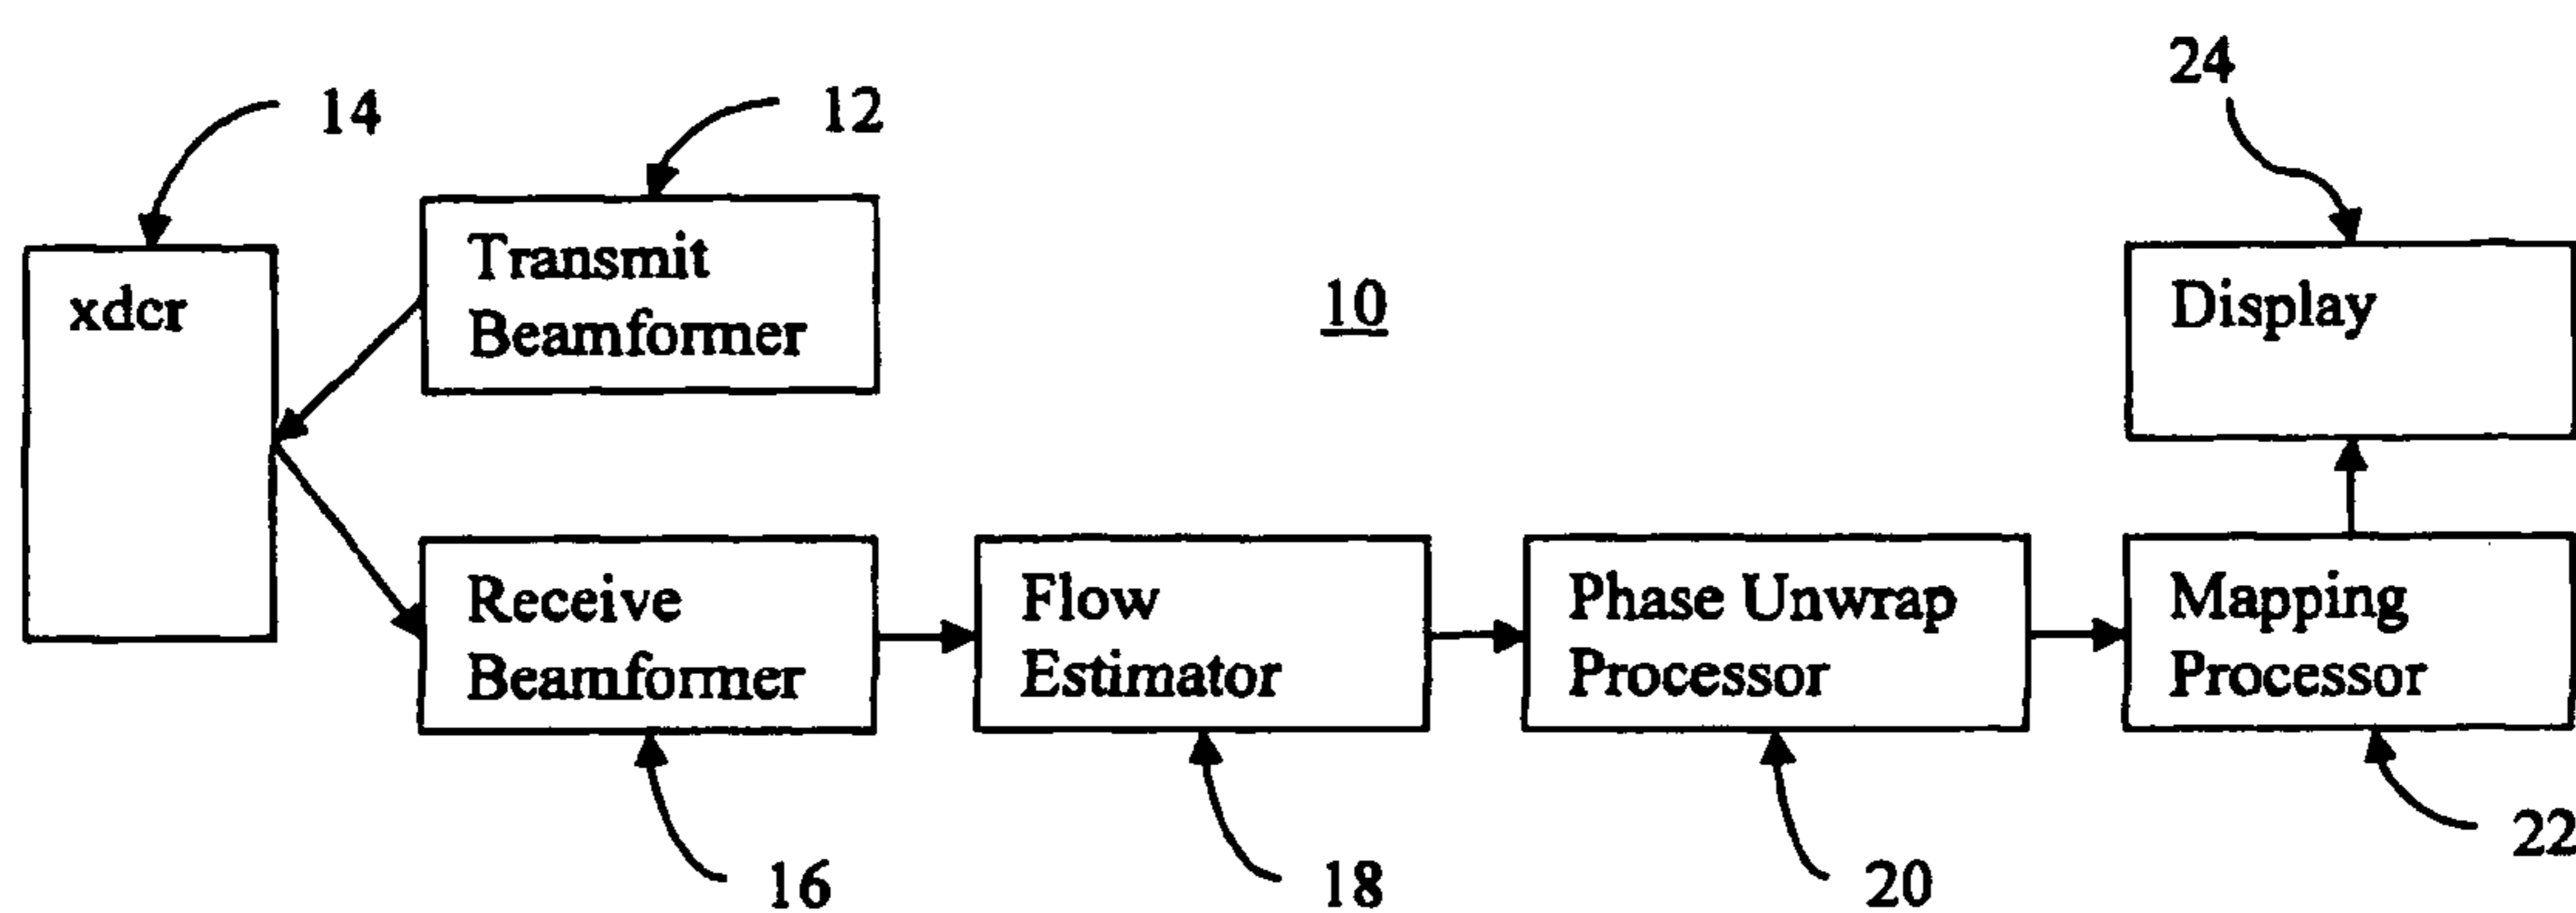 24
14
12
xdcr
Transmit
Beamformer
10
Display
Receive
Beamformer
Flow
Estimator
Phase Unwrap
Processor
Mapping
Processor
16
18
20
22